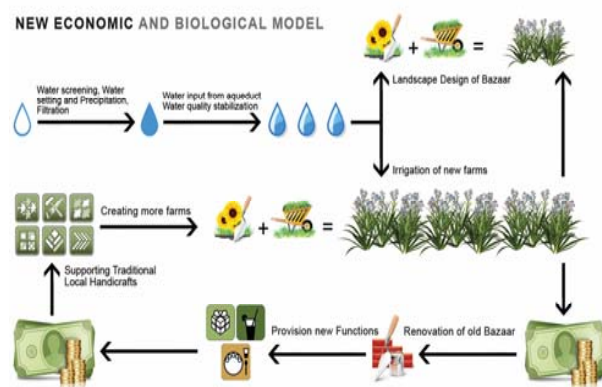 NEW ECONOMIC AND BIOLOGICAL MODEL
Landscape Design of Bazaar
Water screening, Water
setting and Precipitation,
Filtration
Water input from aqueduct
Water quality stabilization
Irrigation of new farms
Creating more farms
Supporting Traditional
Local Handicrafts
Provision new Functions
Renovation of old Bazaar